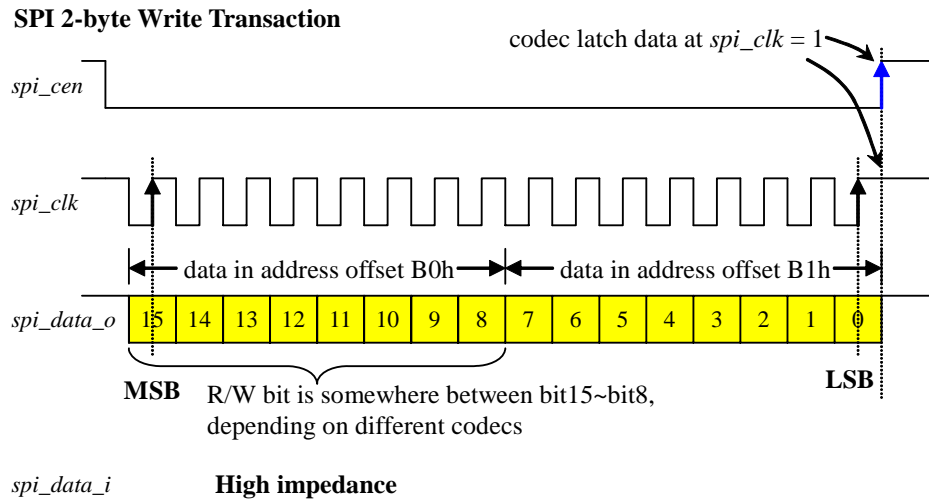 SPI 2-byte Write Transaction
codec latch data at spi_clk = 1
spi_cen
spi_clk
data in address offset B0h
data in address offset B1h
spi_data_o
15 14 13 12 11 10 9 8 7 6 5 4 3 2 1 0
MSB
R/W bit is somewhere between bit15~bit8,
depending on different codecs
LSB
spi_data_i
High impedance